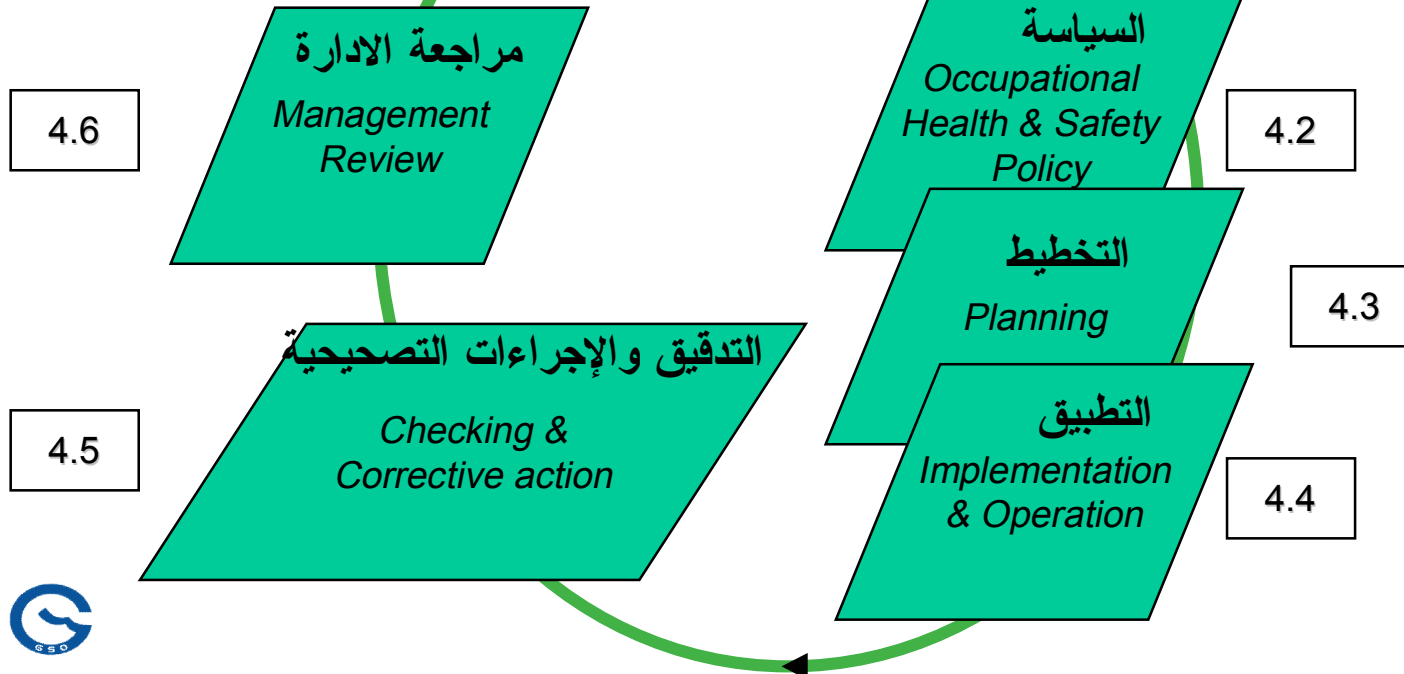 مراجعة الادارة
Management
Review
4.6
السياسة
Occupational
Health & Safety
Policy
4.2
التخطيط
Planning
4.3
التدقيق والإجراءات التصحيحية
Checking &
Corrective action
4.5
التطبيق
Implementation
& Operation
4.4
GSO